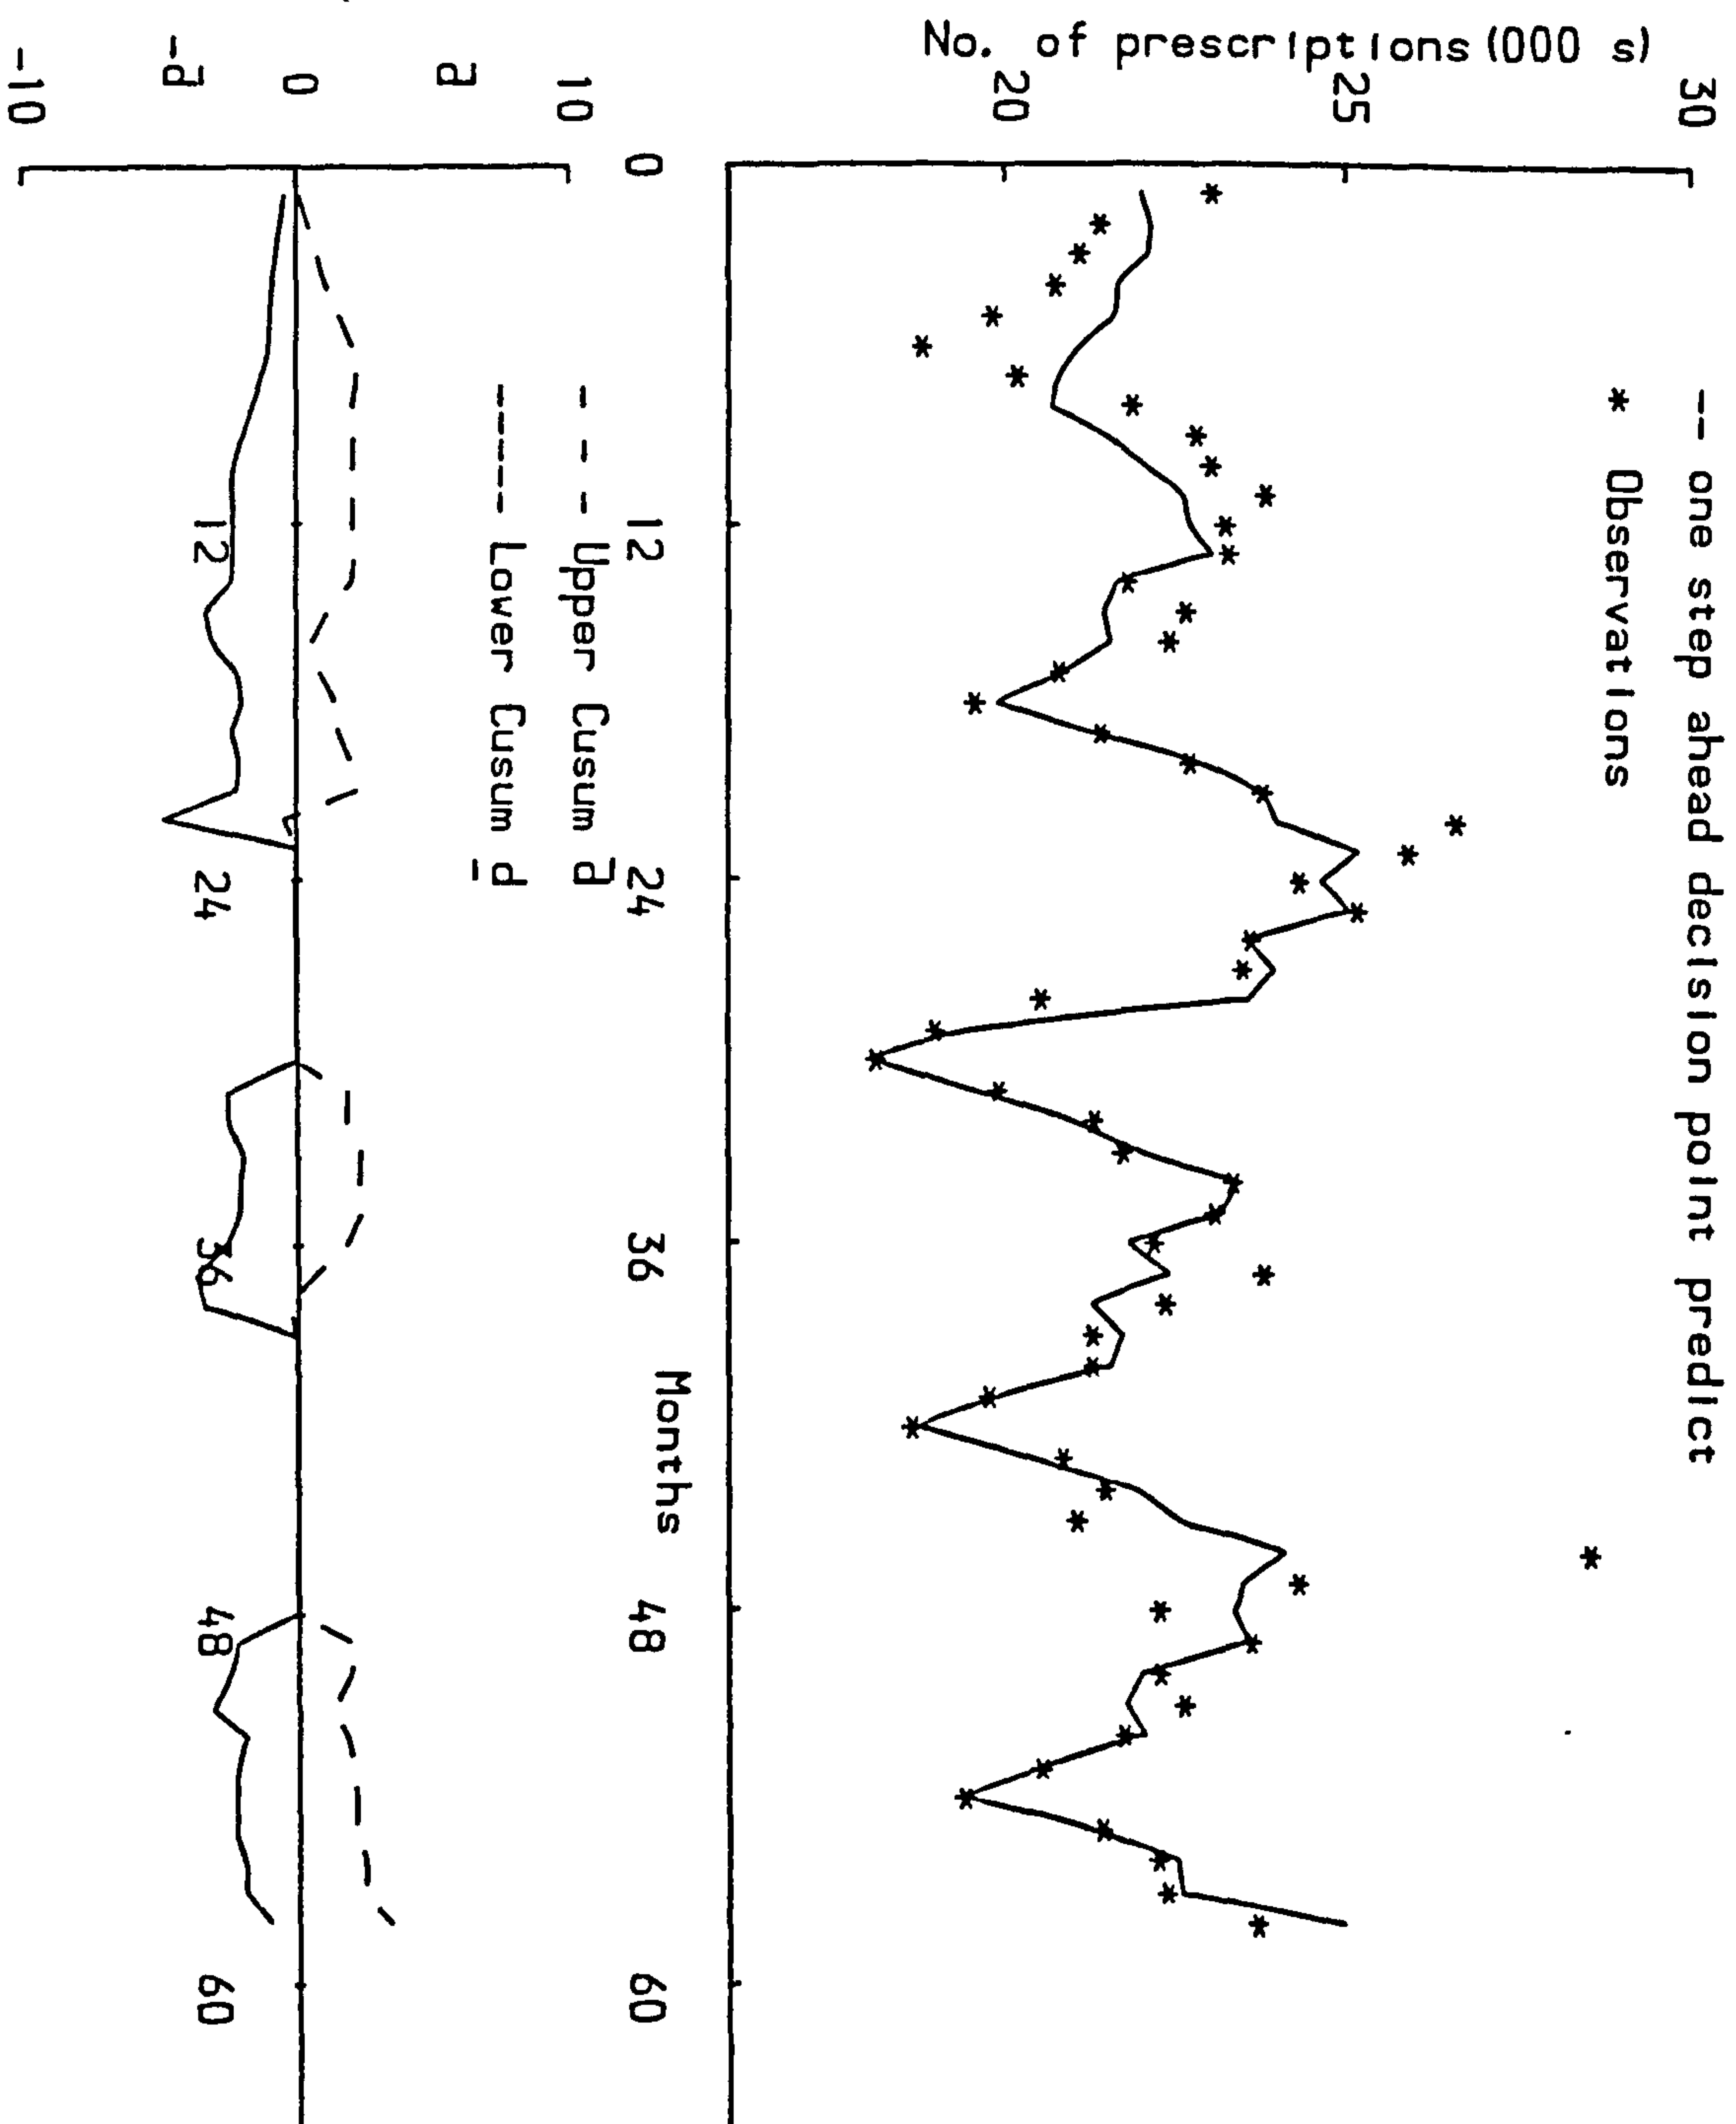 No. of prescriptions (000 s)
30
25
20
-- one step ahead decision point predict
* Observations
0
12
24
36
48
60
Months
- - - Upper Cusum d̅
------ Lower Cusum d̲
10
a
0
-a
-10
12
24
36
48
60